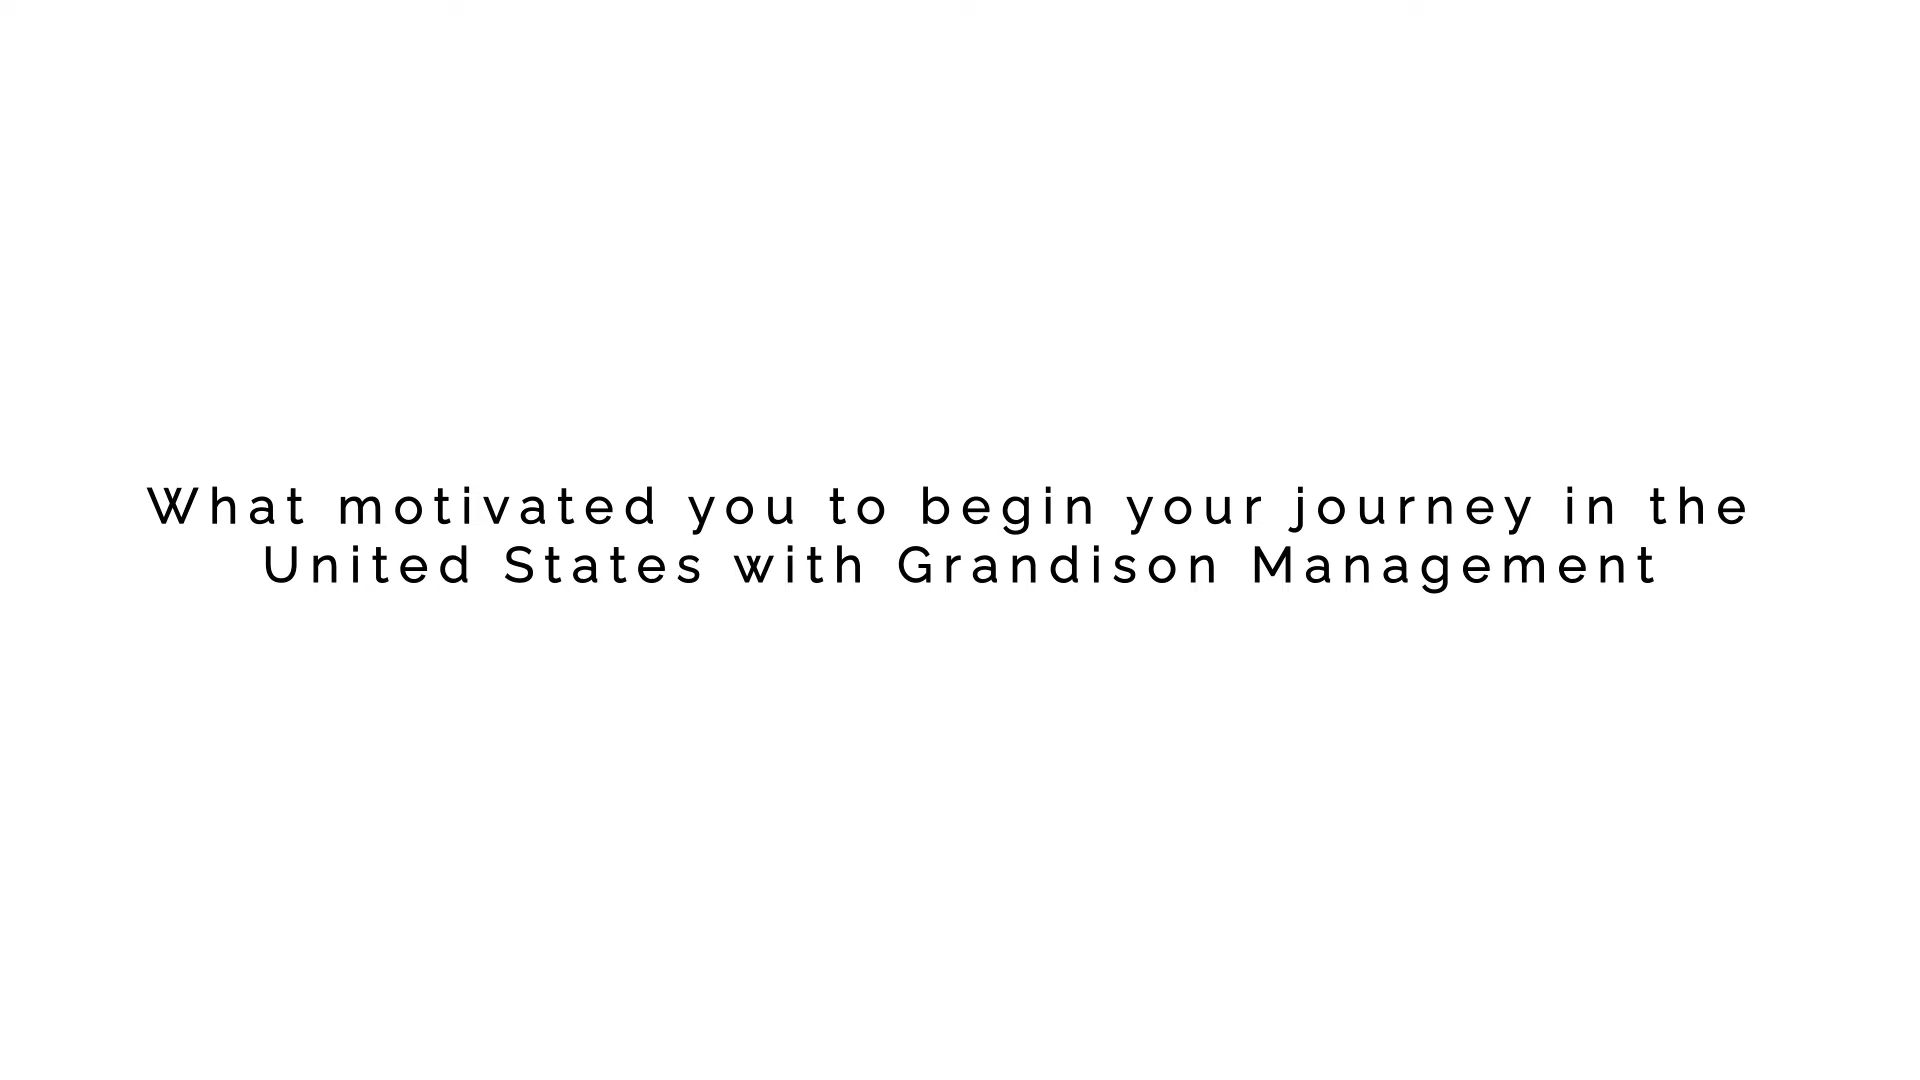 What motivated you to begin your journey in the
United States with Grandison Management